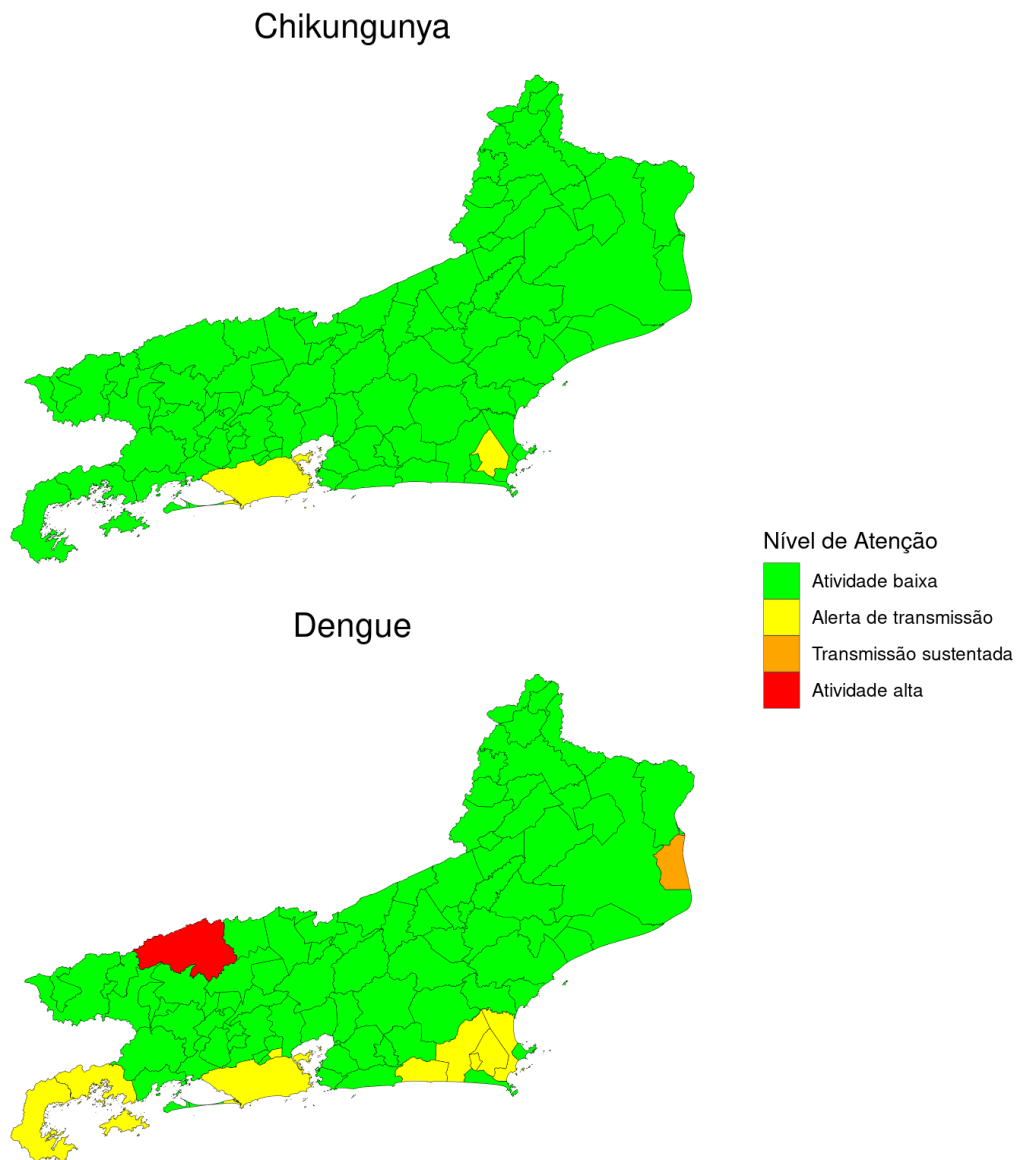 Chikungunya
Nível de Atenção
Atividade baixa
Alerta de transmissão
Transmissão sustentada
Atividade alta
Dengue